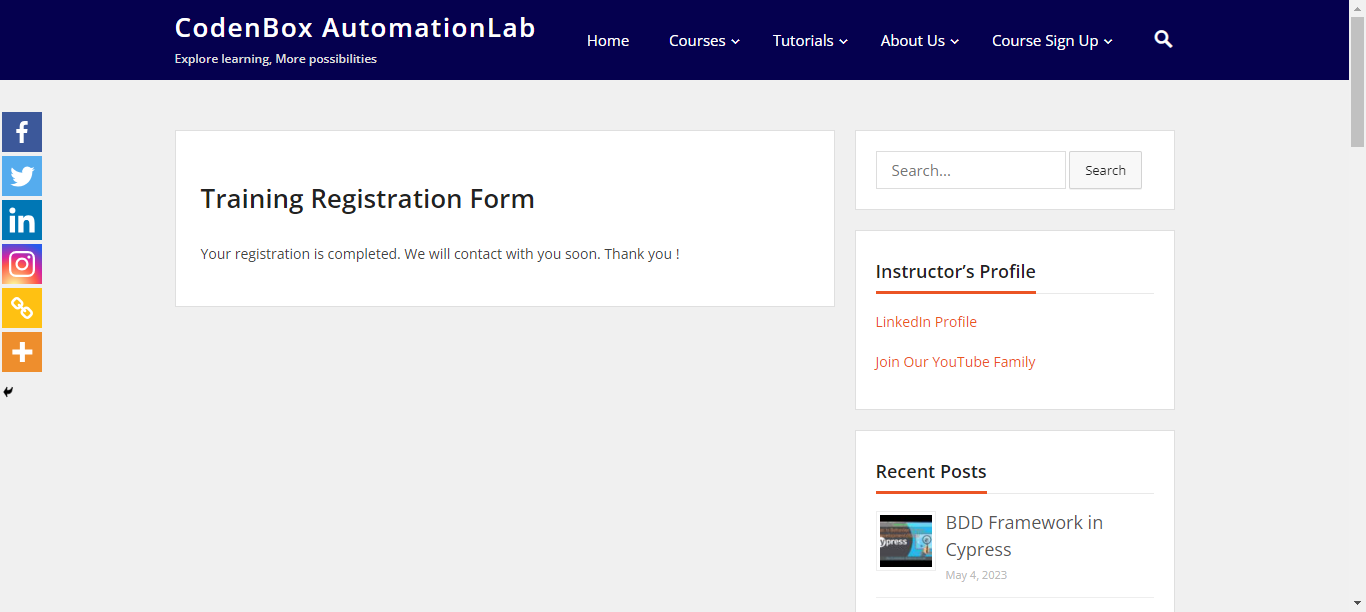 CodenBox AutomationLab
Explore learning, More possibilities
Home
Courses
Tutorials
About Us
Course Sign Up
Training Registration Form
Your registration is completed. We will contact with you soon. Thank you !
Search...
Search
Instructor’s Profile
LinkedIn Profile
Join Our YouTube Family
Recent Posts
BDD Framework in
Cypress
May 4, 2023